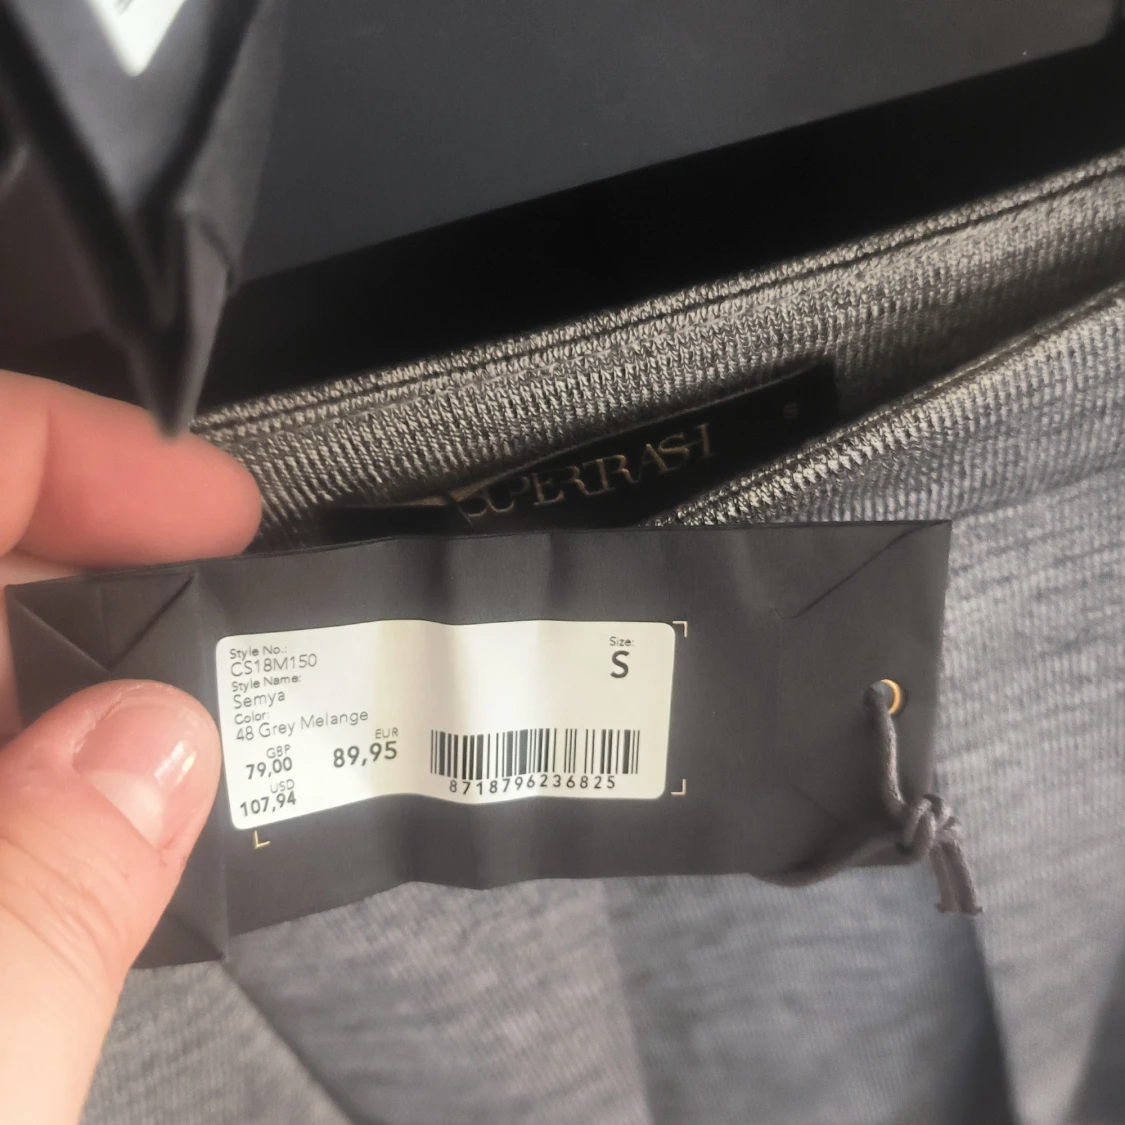 SUPERTRASH
Style No.:
CS18M150
Style Name:
Semya
Color:
48 Grey Melange
GBP EUR
79,00 89,95
USD
107,94
Size:
S
8718796236825